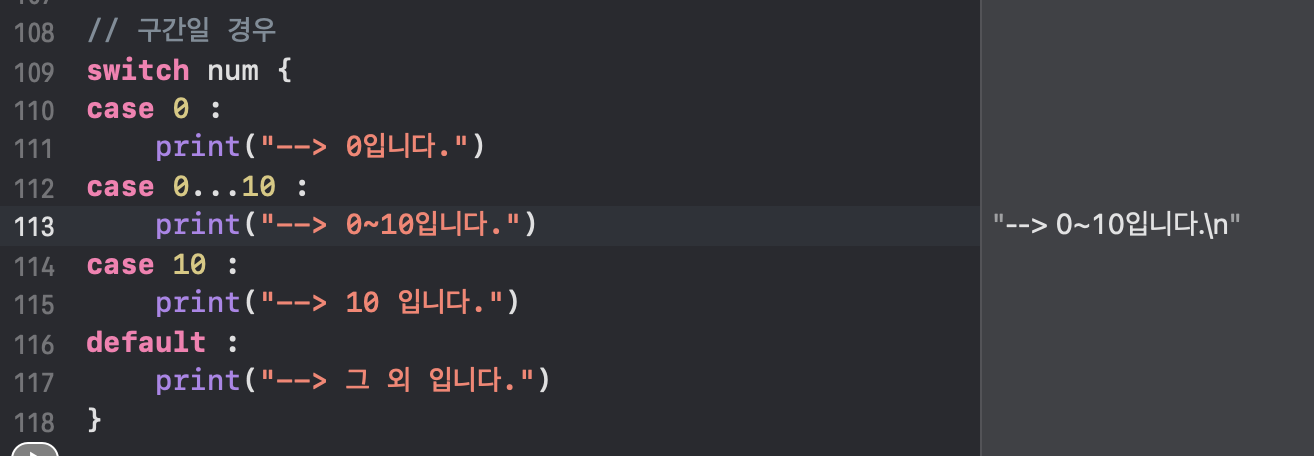 108 // 구간일 경우
109 switch num {
110 case 0 :
111 print("--> 0입니다.")
112 case 0...10 :
113 print("--> 0~10입니다.") "--> 0~10입니다.\n"
114 case 10 :
115 print("--> 10 입니다.")
116 default :
117 print("--> 그 외 입니다.")
118 }